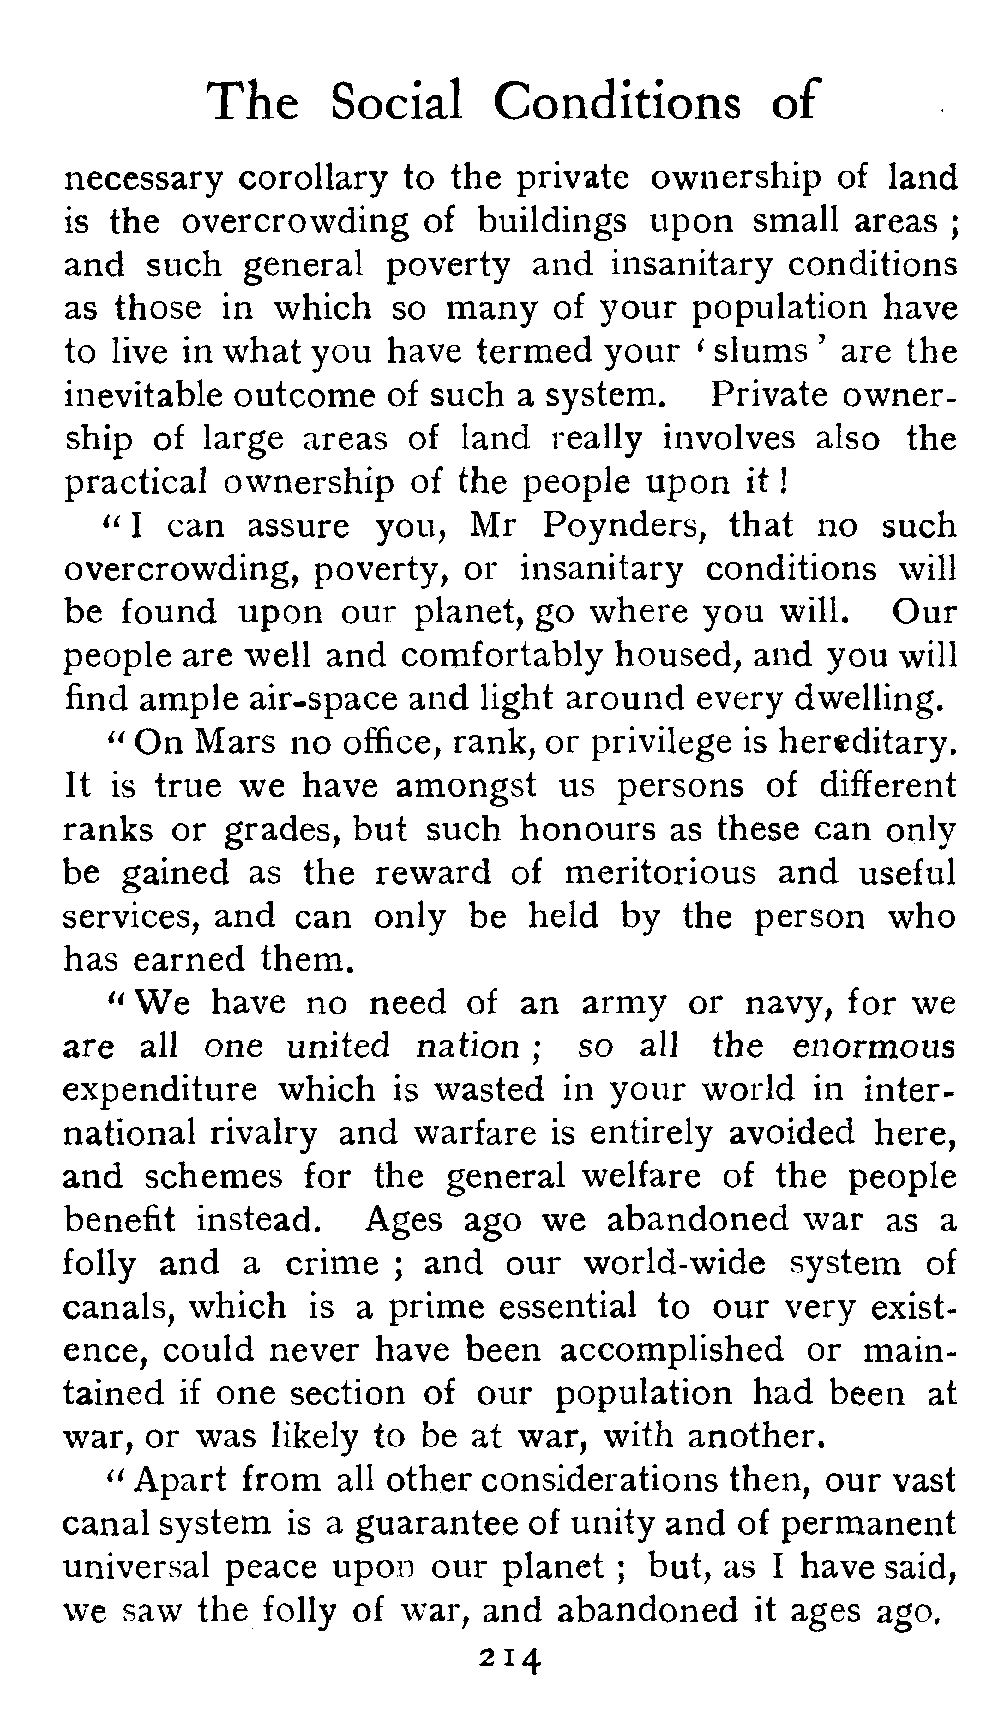 The Social Conditions of
necessary corollary to the private ownership of land
is the overcrowding of buildings upon small areas ;
and such general poverty and insanitary conditions
as those in which so many of your population have
to live in what you have termed your ‘ slums ’ are the
inevitable outcome of such a system. Private owner-
ship of large areas of land really involves also the
practical ownership of the people upon it !
“ I can assure you, Mr Poynders, that no such
overcrowding, poverty, or insanitary conditions will
be found upon our planet, go where you will. Our
people are well and comfortably housed, and you will
find ample air-space and light around every dwelling.
“ On Mars no office, rank, or privilege is hereditary.
It is true we have amongst us persons of different
ranks or grades, but such honours as these can only
be gained as the reward of meritorious and useful
services, and can only be held by the person who
has earned them.
“ We have no need of an army or navy, for we
are all one united nation ; so all the enormous
expenditure which is wasted in your world in inter-
national rivalry and warfare is entirely avoided here,
and schemes for the general welfare of the people
benefit instead. Ages ago we abandoned war as a
folly and a crime ; and our world-wide system of
canals, which is a prime essential to our very exist-
ence, could never have been accomplished or main-
tained if one section of our population had been at
war, or was likely to be at war, with another.
“ Apart from all other considerations then, our vast
canal system is a guarantee of unity and of permanent
universal peace upon our planet ; but, as I have said,
we saw the folly of war, and abandoned it ages ago.
214